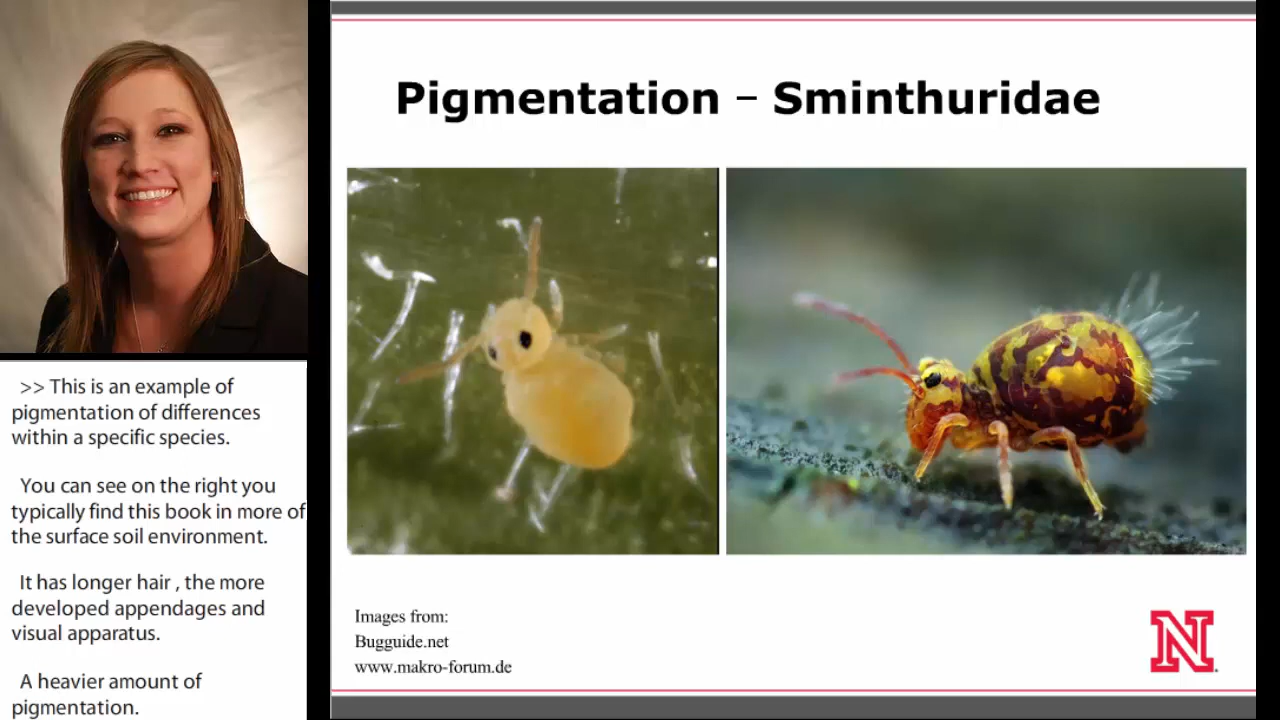 Pigmentation – Sminthuridae
>> This is an example of
pigmentation of differences
within a specific species.
You can see on the right you
typically find this book in more of
the surface soil environment.
It has longer hair , the more
developed appendages and
visual apparatus.
A heavier amount of
pigmentation.
Images from:
Bugguide.net
www.makro-forum.de
N